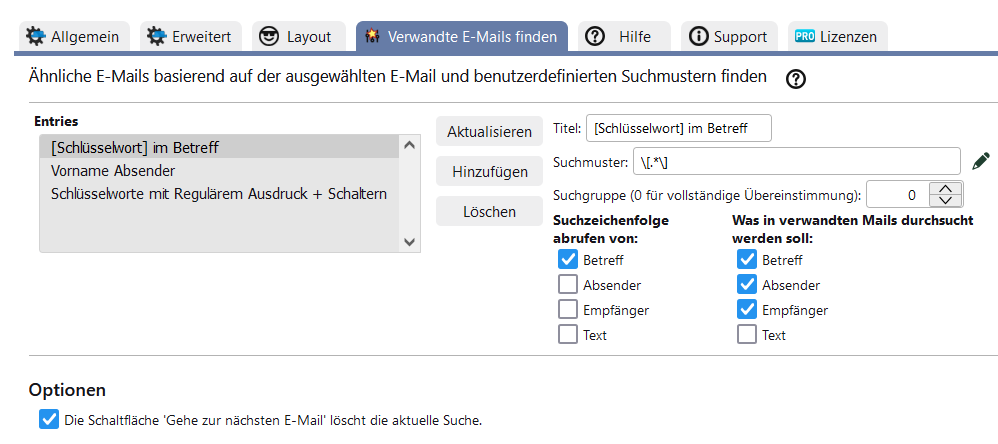 Allgemein Erweitert Layout Verwandte E-Mails finden Hilfe Support PRO Lizenzen
Ähnliche E-Mails basierend auf der ausgewählten E-Mail und benutzerdefinierten Suchmustern finden
Entries
[Schlüsselwort] im Betreff
Vorname Absender
Schlüsselworte mit Regulärem Ausdruck + Schaltern
Aktualisieren
Hinzufügen
Löschen
Titel: [Schlüsselwort] im Betreff
Suchmuster: \[.*\]
Suchgruppe (0 für vollständige Übereinstimmung): 0
Suchzeichenfolge
abrufen von:
Betreff
Absender
Empfänger
Text
Was in verwandten Mails durchsucht
werden soll:
Betreff
Absender
Empfänger
Text
Optionen
Die Schaltfläche 'Gehe zur nächsten E-Mail' löscht die aktuelle Suche.